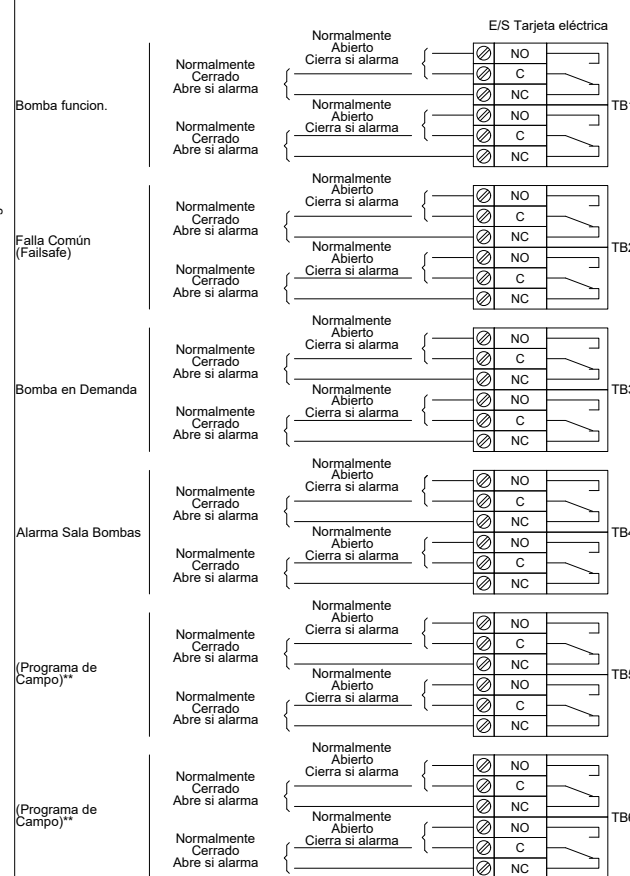 E/S Tarjeta eléctrica
Bomba funcion.
Normalmente
Cerrado
Abre si alarma
Normalmente
Abierto
Cierra si alarma
NO
C
NC
Normalmente
Cerrado
Abre si alarma
Normalmente
Abierto
Cierra si alarma
NO
C
NC
TB1
Falla Común
(Failsafe)
Normalmente
Cerrado
Abre si alarma
Normalmente
Abierto
Cierra si alarma
NO
C
NC
Normalmente
Cerrado
Abre si alarma
Normalmente
Abierto
Cierra si alarma
NO
C
NC
TB2
Bomba en Demanda
Normalmente
Cerrado
Abre si alarma
Normalmente
Abierto
Cierra si alarma
NO
C
NC
Normalmente
Cerrado
Abre si alarma
Normalmente
Abierto
Cierra si alarma
NO
C
NC
TB3
Alarma Sala Bombas
Normalmente
Cerrado
Abre si alarma
Normalmente
Abierto
Cierra si alarma
NO
C
NC
Normalmente
Cerrado
Abre si alarma
Normalmente
Abierto
Cierra si alarma
NO
C
NC
TB4
(Programa de
Campo)**
Normalmente
Cerrado
Abre si alarma
Normalmente
Abierto
Cierra si alarma
NO
C
NC
Normalmente
Cerrado
Abre si alarma
Normalmente
Abierto
Cierra si alarma
NO
C
NC
TB5
(Programa de
Campo)**
Normalmente
Cerrado
Abre si alarma
Normalmente
Abierto
Cierra si alarma
NO
C
NC
Normalmente
Cerrado
Abre si alarma
Normalmente
Abierto
Cierra si alarma
NO
C
NC
TB6